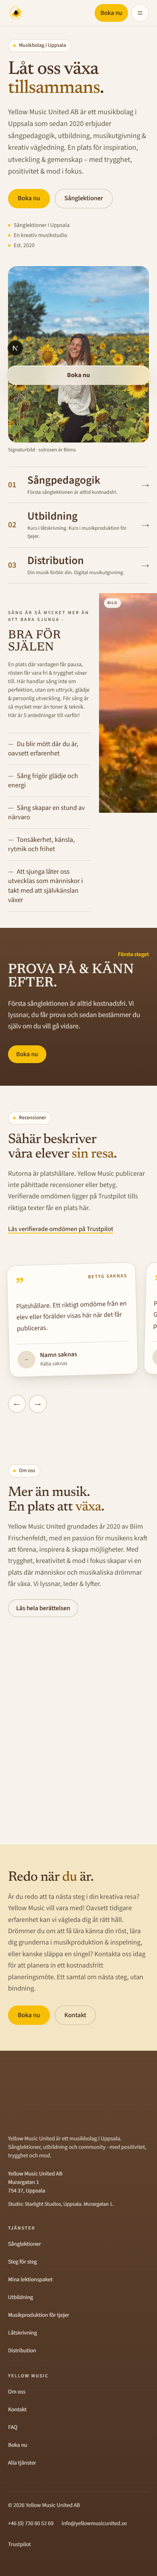 Boka nu
Musikbolag i Uppsala
Låt oss växa
tillsammans.
Yellow Music United AB är ett musikbolag i
Uppsala som sedan 2020 erbjuder
sångpedagogik, utbildning, musikutgivning &
kreativ vägledning. En plats för inspiration,
utveckling & gemenskap – med trygghet,
positivitet & mod i fokus.
Boka nu
Sånglektioner
Sånglektioner i Uppsala
En kreativ musikstudio
Est. 2020
N
Boka nu
Signaturbild · solrosen är Biims
01
Sångpedagogik
Första sånglektionen är alltid kostnadsfri.
→
02
Utbildning
Kurs i låtskrivning. Kurs i musikproduktion för
tjejer.
→
03
Distribution
Din musik förblir din. Digital musikutgivning.
→
SÅNG ÄR SÅ MYCKET MER ÄN
ATT BARA SJUNGA ·
BRA FÖR
SJÄLEN
En plats där vardagen får pausa,
rösten får vara fri & trygghet växer
till. Här handlar sång inte om
perfektion, utan om uttryck, glädje
& personlig utveckling. För sång är
så mycket mer än toner & teknik.
Här är 5 anledningar till varför!
— Du blir mött där du är,
oavsett erfarenhet
— Sång frigör glädje och
energi
— Sång skapar en stund av
närvaro
— Tonsäkerhet, känsla,
rytmik och frihet
— Att sjunga låter oss
utvecklas som människor i
takt med att självkänslan
växer
BILD
Första steget
PROVA PÅ & KÄNN
EFTER.
Första sånglektionen är alltid kostnadsfri. Vi
lyssnar, du får prova och sedan bestämmer du
själv om du vill gå vidare.
Boka nu
Recensioner
Såhär beskriver
våra elever sin resa.
Rutorna är platshållare. Yellow Music publicerar
inte påhittade recensioner eller betyg.
Verifierade omdömen ligger på Trustpilot tills
riktiga texter kan visas här.
Läs verifierade omdömen på Trustpilot
”
BETYG SAKNAS
Platshållare. Ett riktigt omdöme från en
elev eller förälder visas här när det får
publiceras.
Namn saknas
Källa saknas
← →
Om oss
Mer än musik.
En plats att växa.
Yellow Music United grundades år 2020 av Biim
Frischenfeldt, med en passion för musikens kraft
att förena, inspirera & skapa möjligheter. Med
trygghet, kreativitet & mod i fokus skapar vi en
plats där människor och musikaliska drömmar
får växa. Vi lyssnar, leder & lyfter.
Läs hela berättelsen
Redo när du är.
Är du redo att ta nästa steg i din kreativa resa?
Yellow Music vill vara med! Oavsett tidigare
erfarenhet kan vi vägleda dig åt rätt håll.
Drömmer du om att få lära känna din röst, lära
dig grunderna i musikproduktion & inspelning,
eller kanske släppa en singel? Kontakta oss idag
för att planera in ett kostnadsfritt
planeringsmöte. Ett samtal om nästa steg, utan
bindning.
Boka nu
Kontakt
Yellow Music United är ett musikbolag i Uppsala.
Sånglektioner, utbildning och community – med positivitet,
trygghet och mod.
Yellow Music United AB
Murargatan 1
754 37, Uppsala
Studio: Starlight Studios, Uppsala. Murargatan 1.
TJÄNSTER
Sånglektioner
Steg för steg
Mina lektionspaket
Utbildning
Musikproduktion för tjejer
Låtskrivning
Distribution
YELLOW MUSIC
Om oss
Kontakt
FAQ
Boka nu
Alla tjänster
© 2026 Yellow Music United AB
+46 (0) 730 80 52 69 info@yellowmusicunited.se
Trustpilot